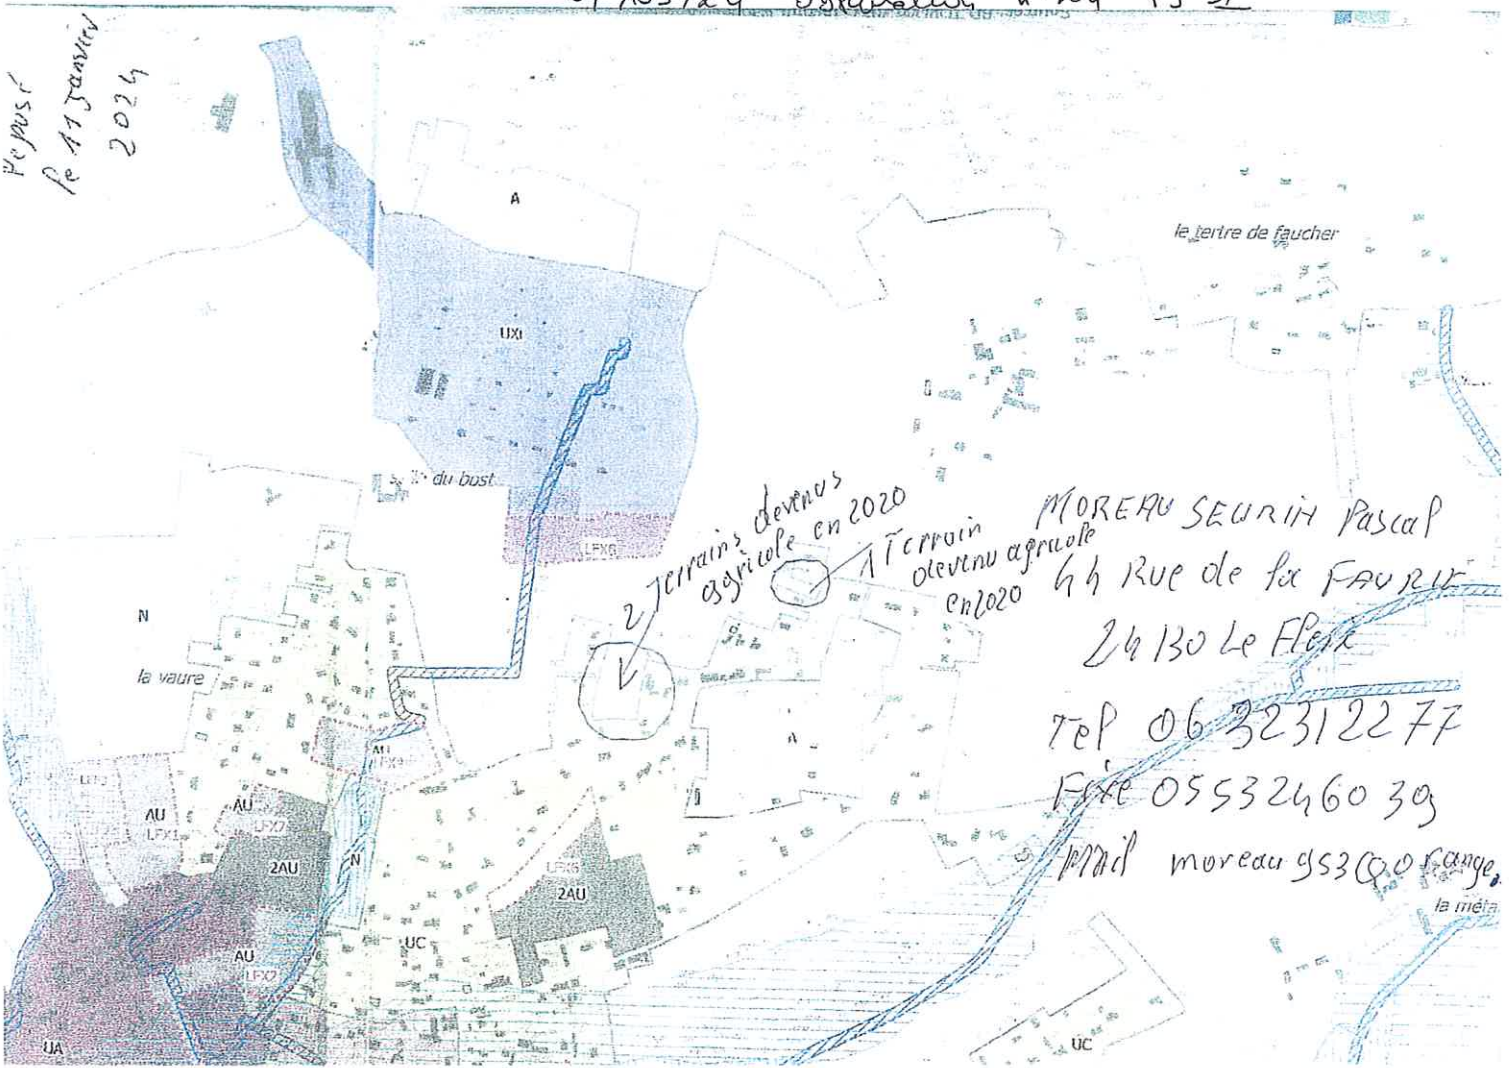 Déposé
le 11 janvier
2024
A
le tertre de faucher
UXi
du bost
LFX6
2 Terrains devenus
agricole en 2020
1 Terrain
devenu agricole
en 2020
MOREAU SEURIN Pascal
44 Rue de la FAURIE
24130 Le Fleix
Tel 06 32312277
Fixe 0553246039
Mail moreau953@orange.
N
la vaure
A
AU
LFX1
AU
LFX7
2AU
N
2AU
UC
AU
LFX2
UA
UC
la méta